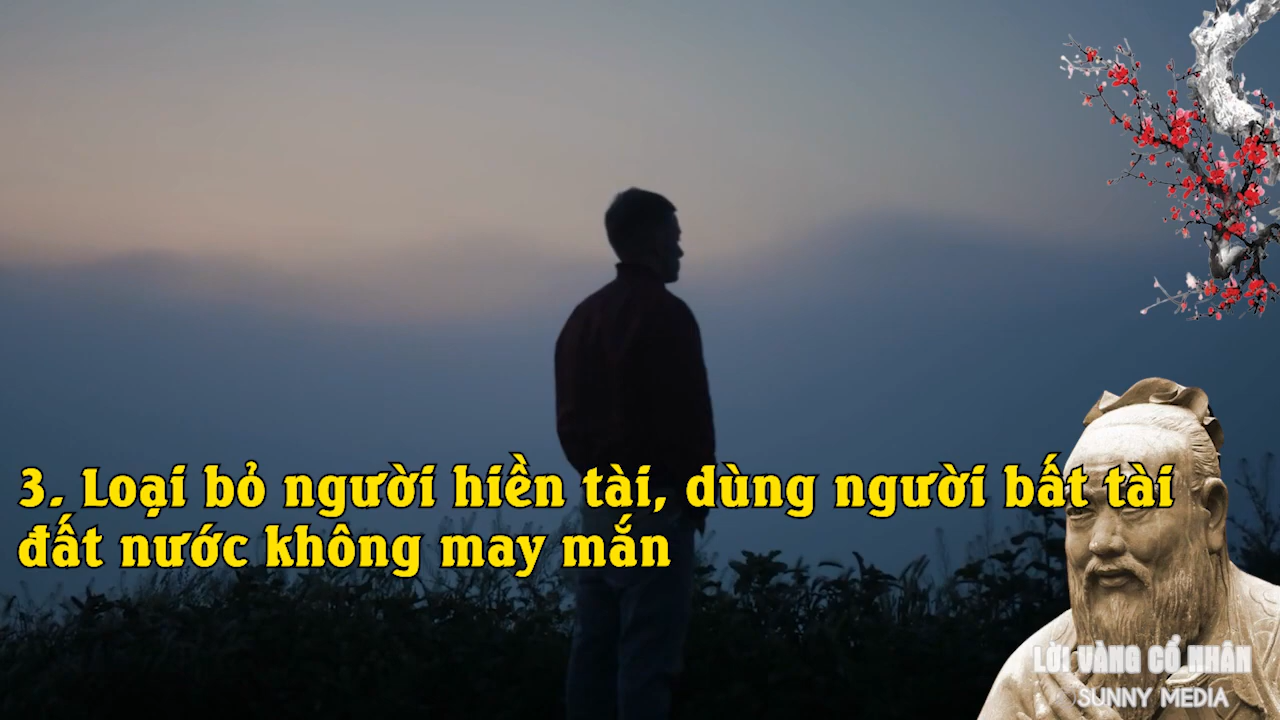 3. Loại bỏ người hiền tài, dùng người bất tài
đất nước không may mắn
LỜI VÀNG CỔ NHÂN
SUNNY MEDIA